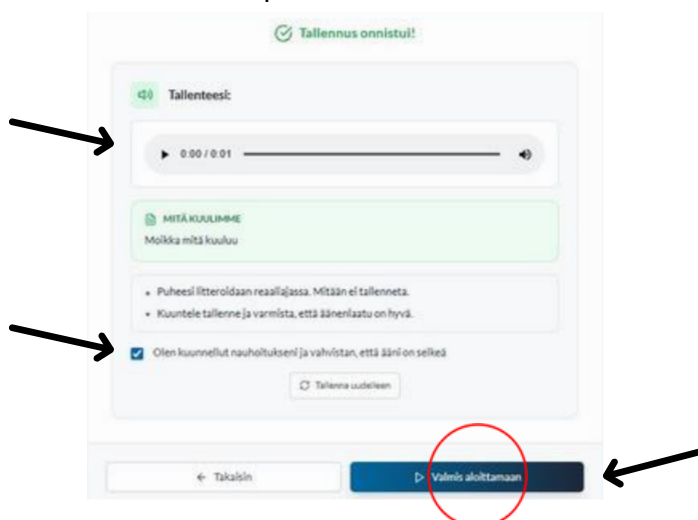 Tallennus onnistui!
Tallenteesi:
0:00 / 0:01
MITÄ KUULIMME
Moikka mitä kuuluu
• Puheesi litteroidaan reaaliajassa. Mitään ei tallenneta.
• Kuuntele tallenne ja varmista, että äänenlaatu on hyvä.
Olen kuunnellut nauhoitukseni ja vahvistan, että ääni on selkeä
Tallenna uudelleen
← Takaisin
Valmis aloittamaan